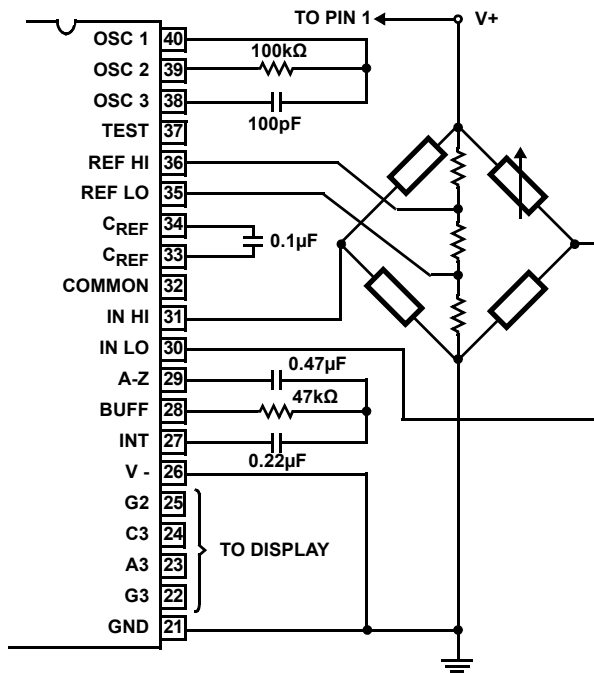 TO PIN 1 V+
OSC 1 40
100kΩ
OSC 2 39
OSC 3 38
100pF
TEST 37
REF HI 36
REF LO 35
CREF 34
0.1µF
CREF 33
COMMON 32
IN HI 31
IN LO 30
0.47µF
A-Z 29
47kΩ
BUFF 28
INT 27
0.22µF
V - 26
G2 25
C3 24
TO DISPLAY
A3 23
G3 22
GND 21